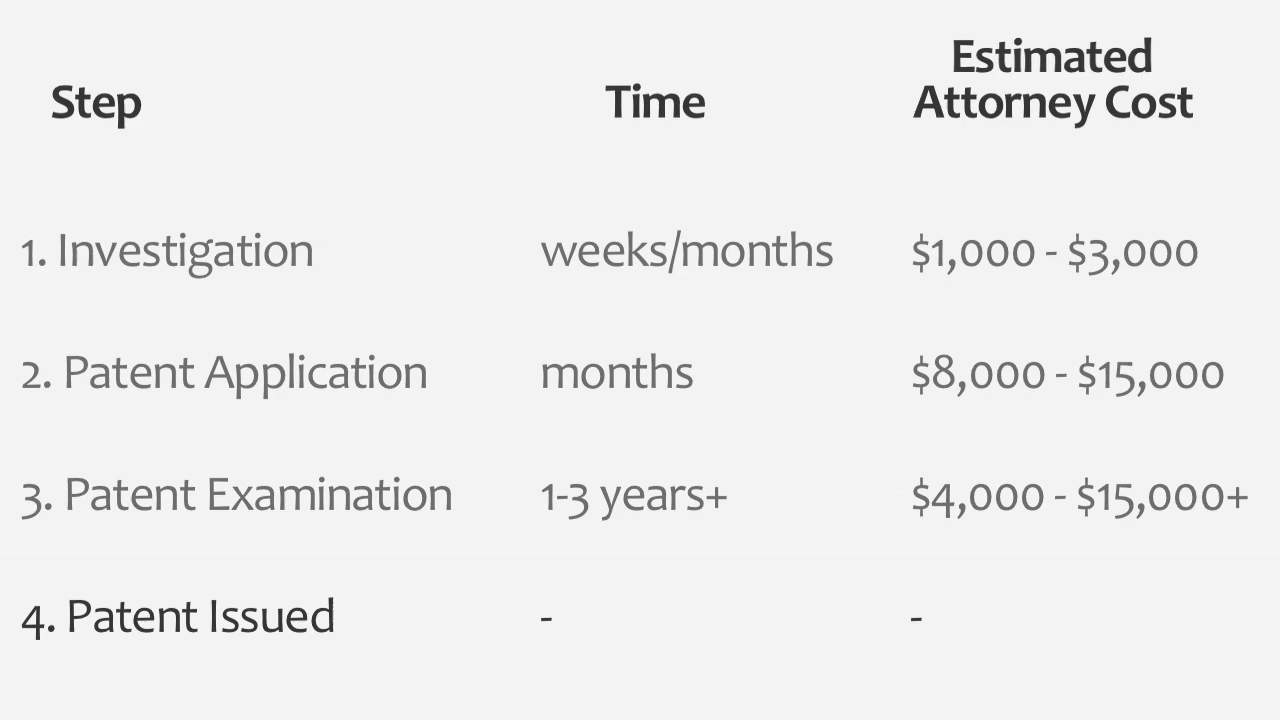 Step Time Estimated Attorney Cost
1. Investigation weeks/months $1,000 - $3,000
2. Patent Application months $8,000 - $15,000
3. Patent Examination 1-3 years+ $4,000 - $15,000+
4. Patent Issued - -